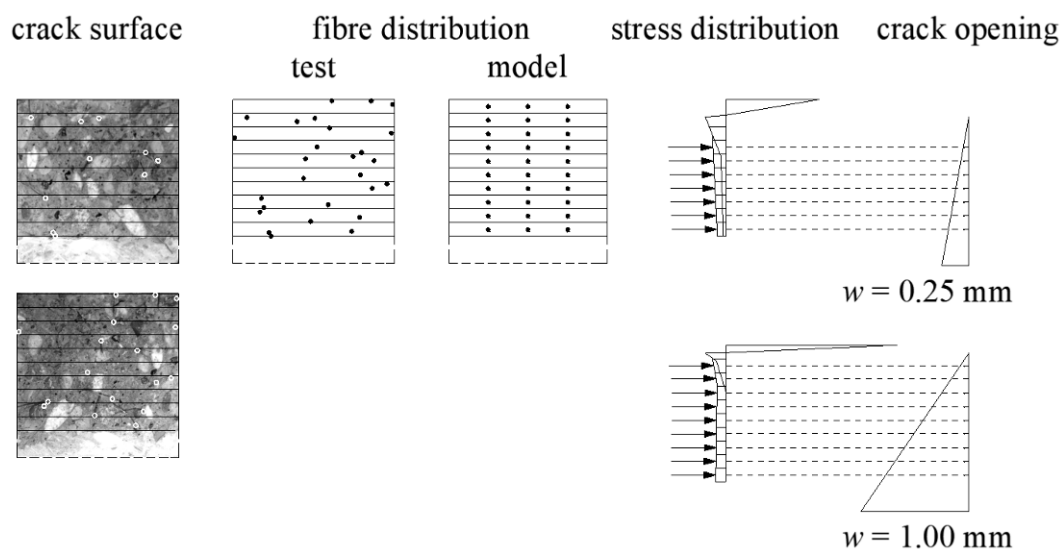 crack surface fibre distribution stress distribution crack opening
test model
w = 0.25 mm
w = 1.00 mm